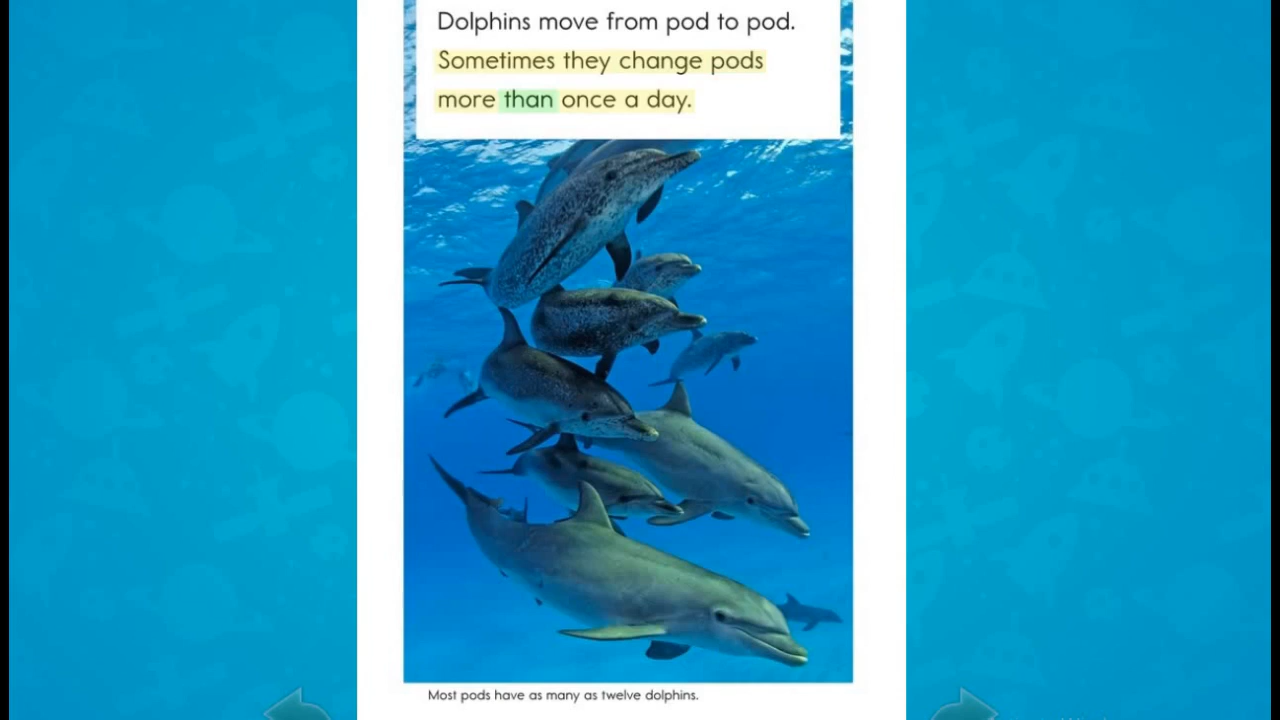 Dolphins move from pod to pod.
Sometimes they change pods
more than once a day.
Most pods have as many as twelve dolphins.